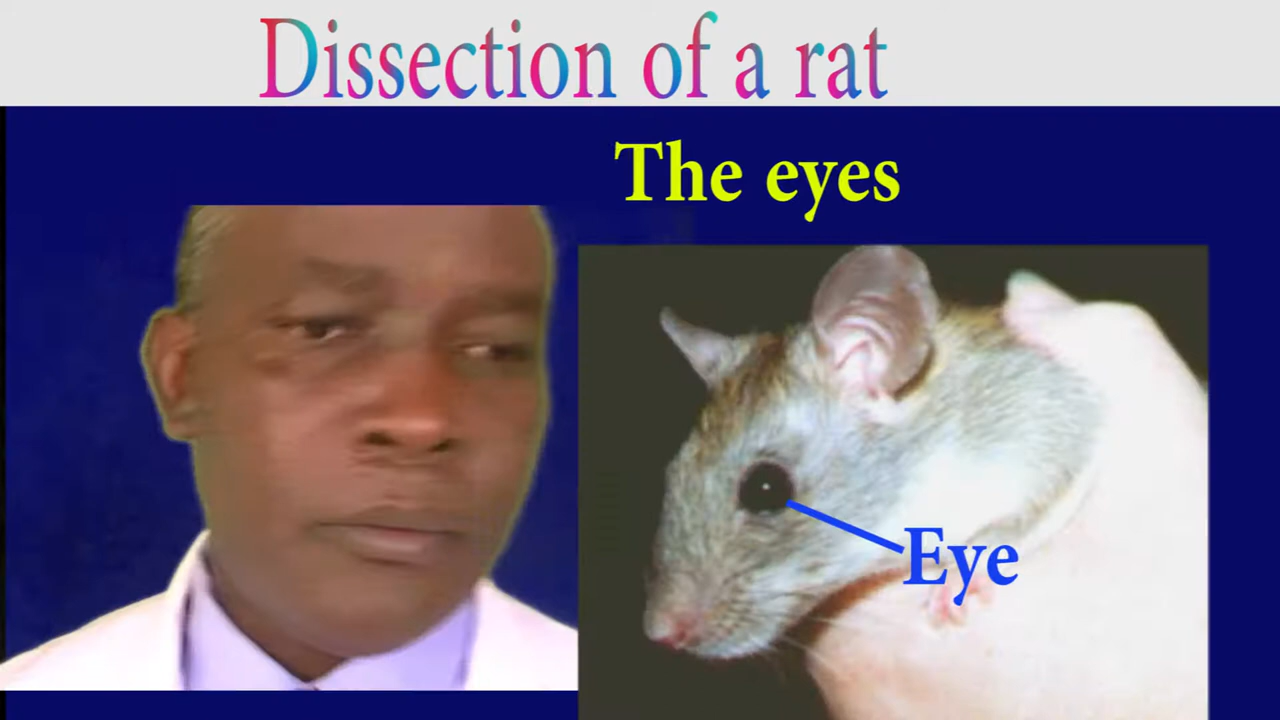 Dissection of a rat
The eyes
Eye